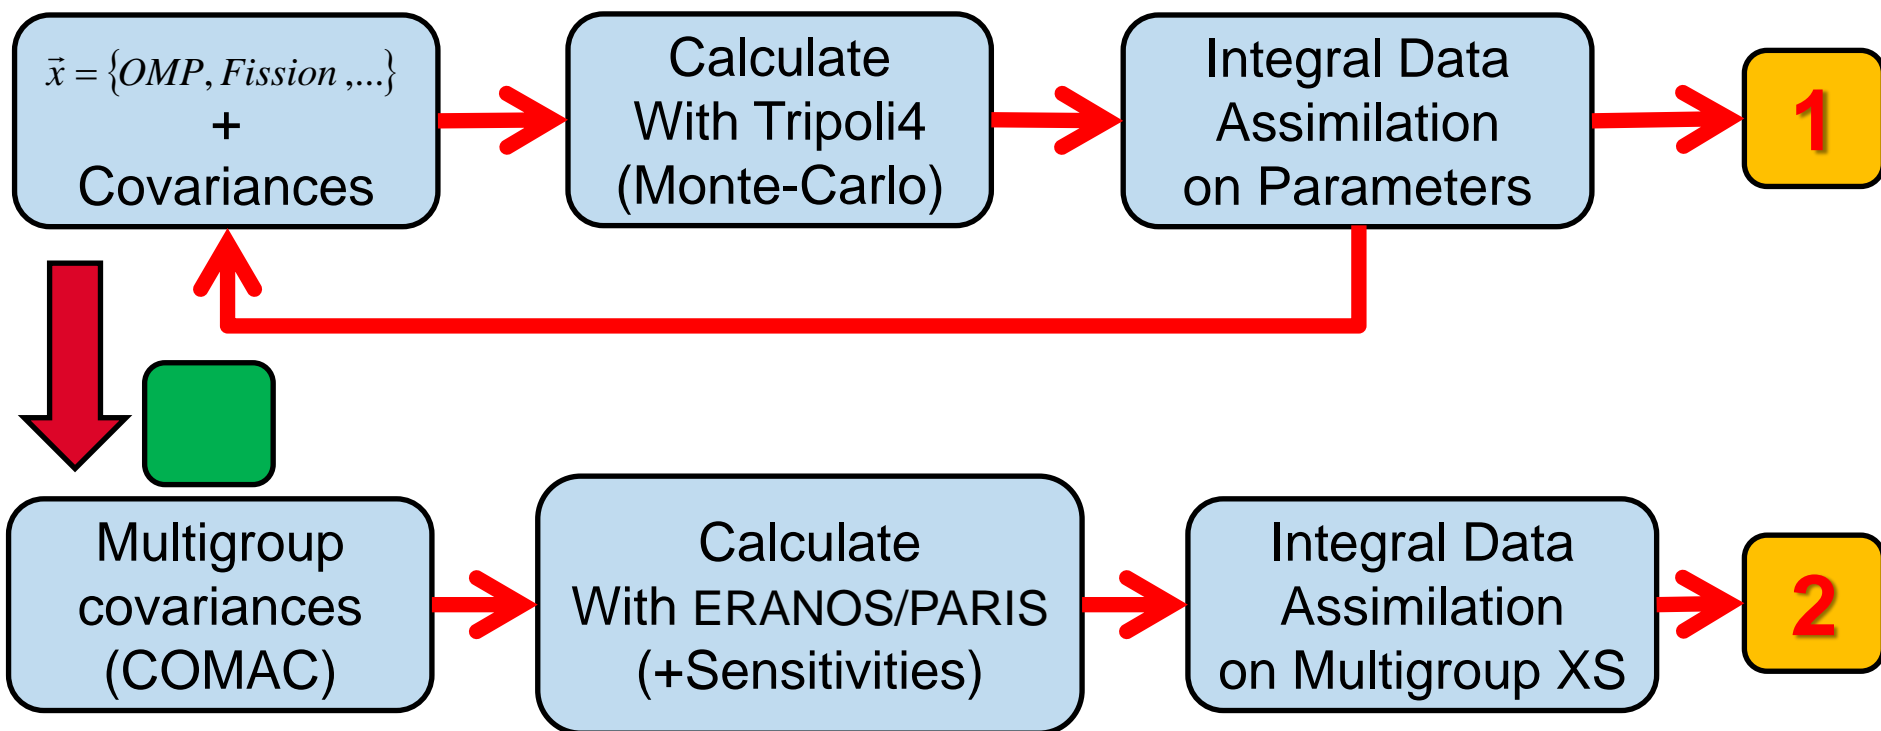 x⃗ = {OMP, Fission ,...}
+
Covariances
Calculate
With Tripoli4
(Monte-Carlo)
Integral Data
Assimilation
on Parameters
1
Multigroup
covariances
(COMAC)
Calculate
With ERANOS/PARIS
(+Sensitivities)
Integral Data
Assimilation
on Multigroup XS
2